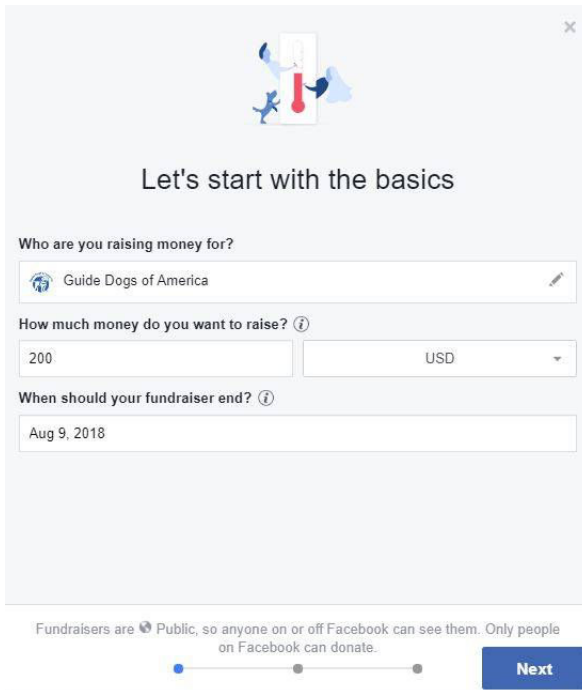 Let's start with the basics
Who are you raising money for?
Guide Dogs of America
How much money do you want to raise?
200
USD
When should your fundraiser end?
Aug 9, 2018
Fundraisers are Public, so anyone on or off Facebook can see them. Only people
on Facebook can donate.
Next